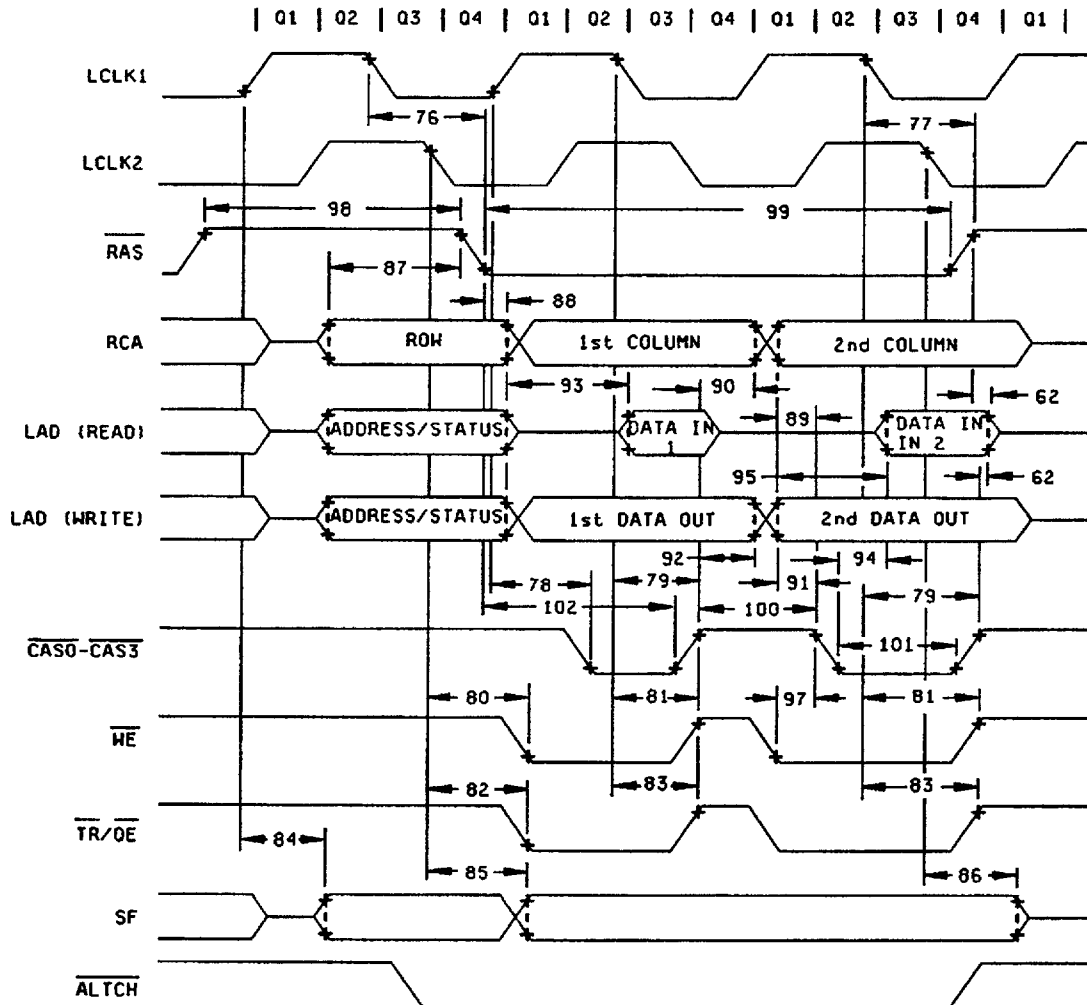 Q1 | Q2 | Q3 | Q4 | Q1 | Q2 | Q3 | Q4 | Q1 | Q2 | Q3 | Q4 | Q1
LCLK1
76
77
LCLK2
98
99
RAS
87
88
RCA
ROW
1st COLUMN
2nd COLUMN
93
90
62
LAD (READ)
ADDRESS/STATUS
DATA IN
1
89
DATA IN
IN 2
95
62
LAD (WRITE)
ADDRESS/STATUS
1st DATA OUT
2nd DATA OUT
92
94
78
79
91
79
102
100
CAS0-CAS3
101
80
81
97
81
WE
82
83
83
TR/OE
84
85
86
SF
ALTCH